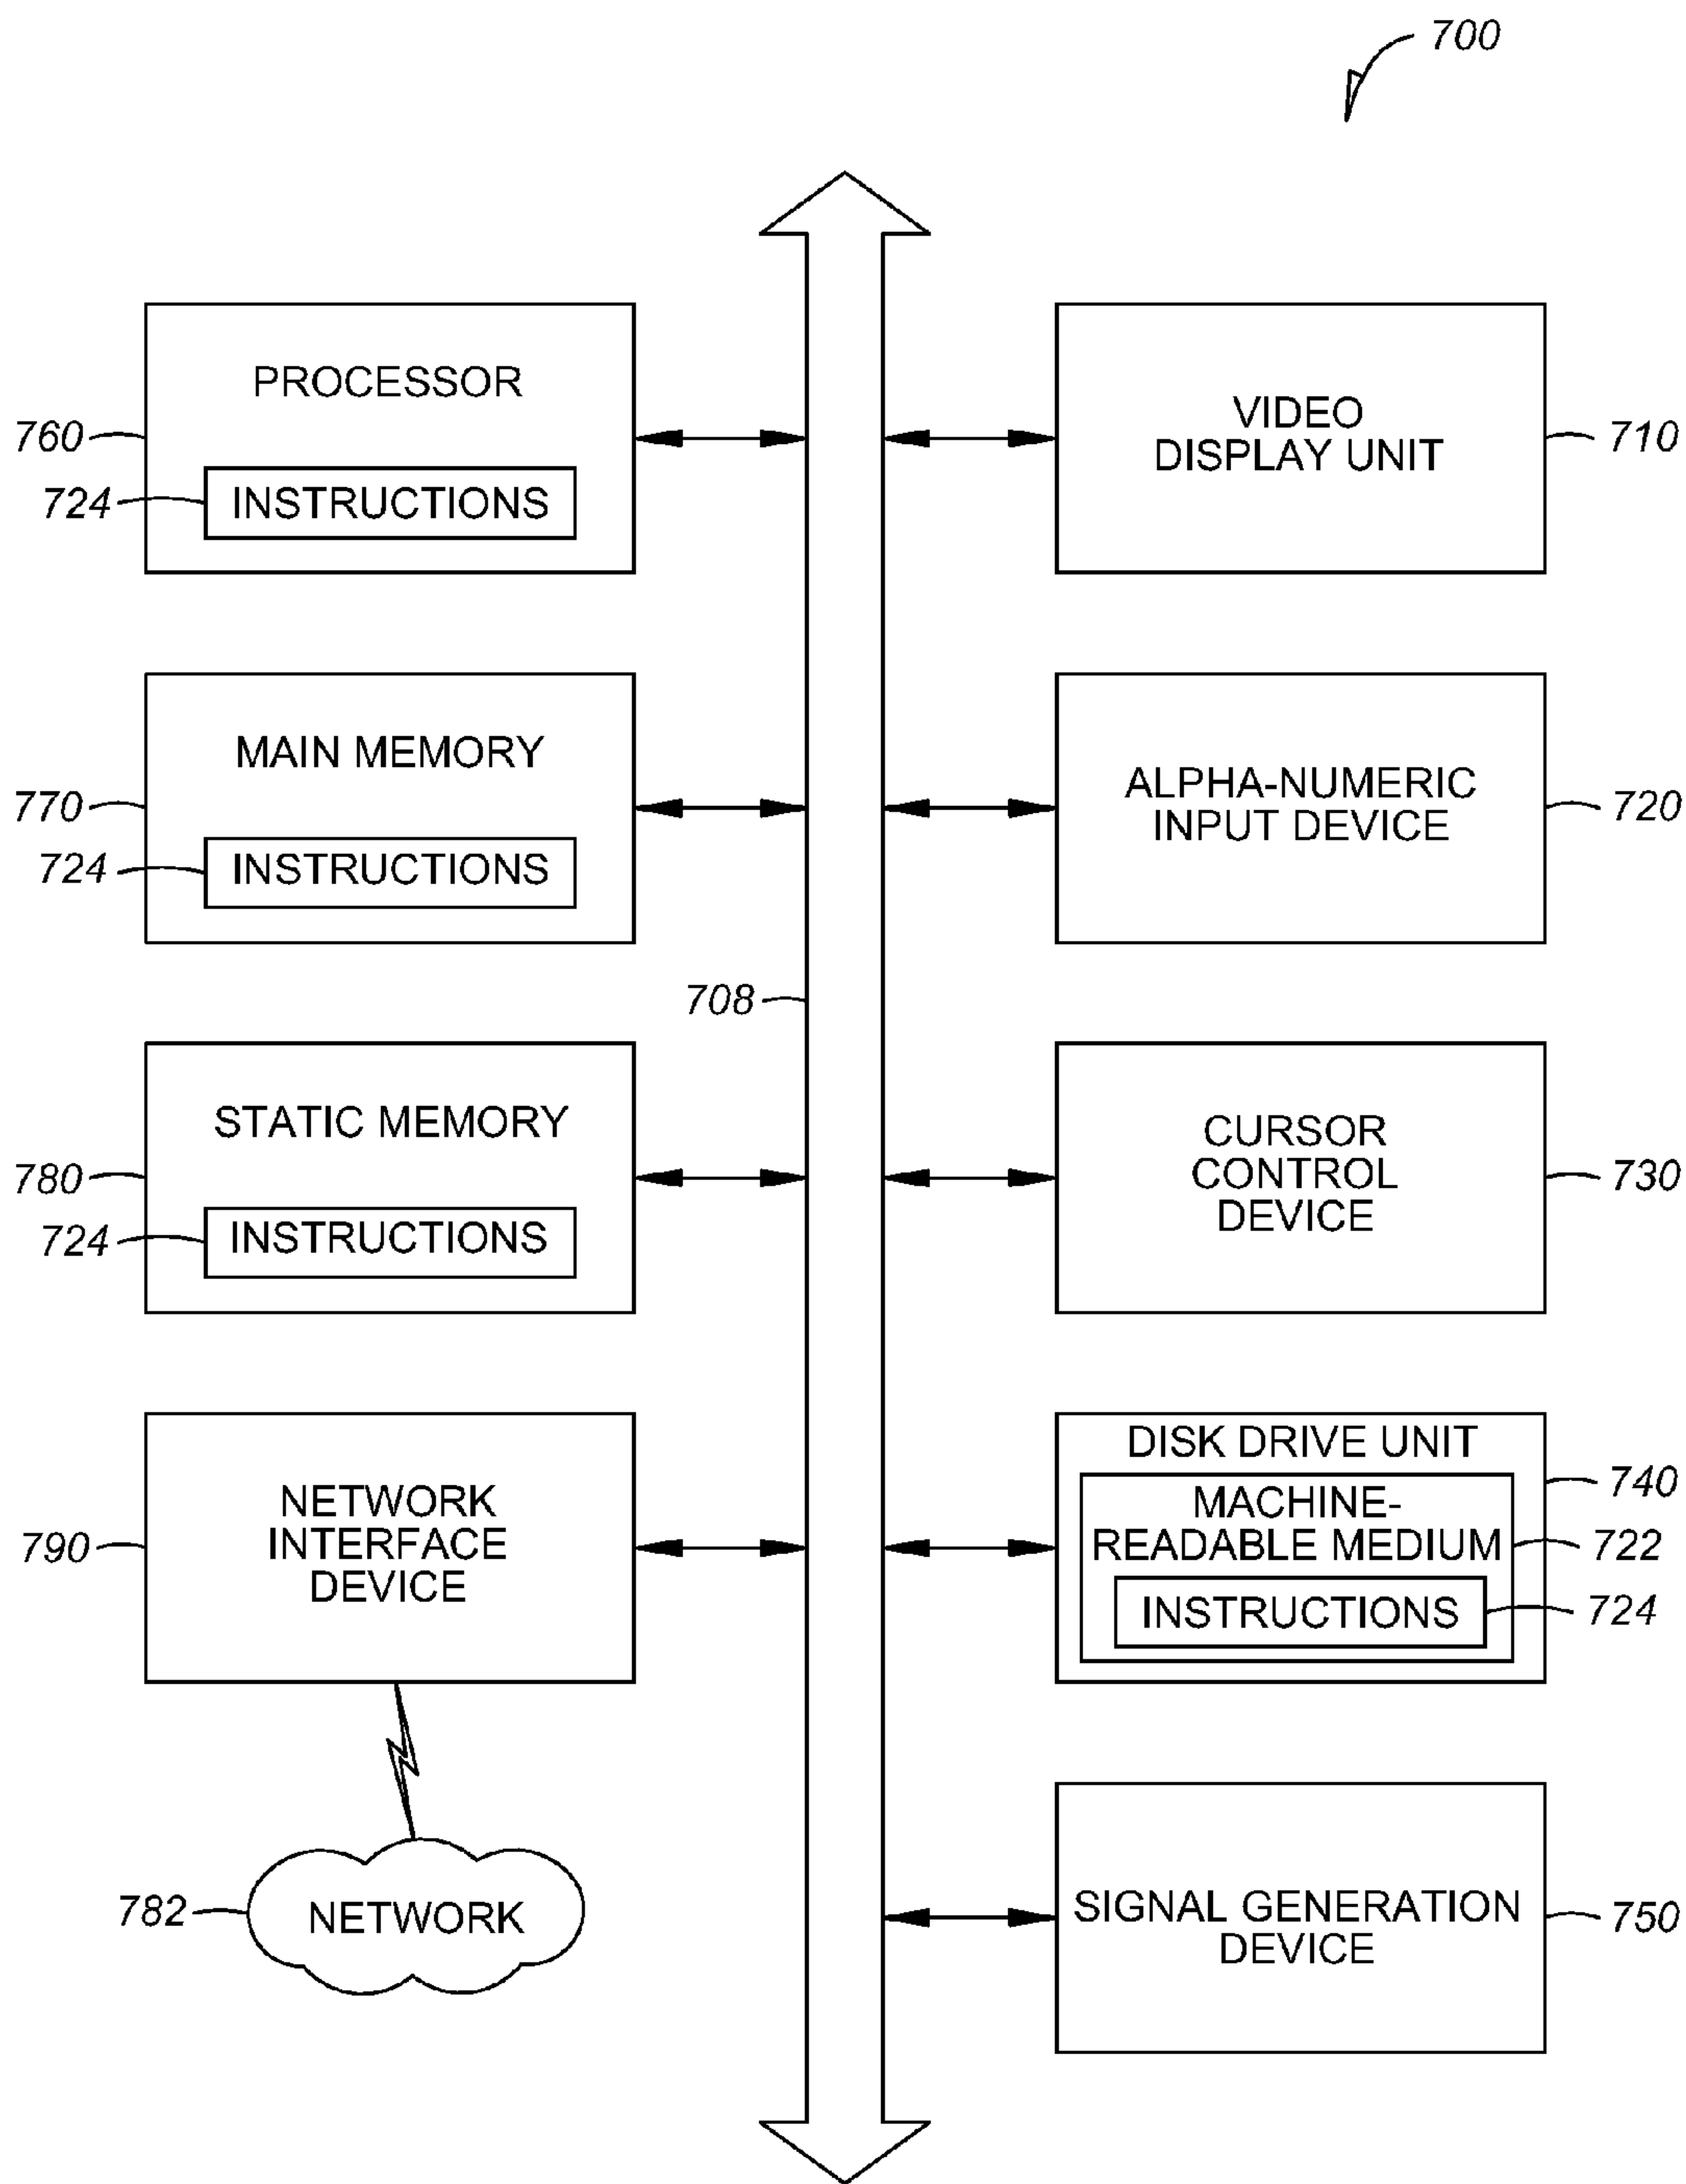 700
PROCESSOR
760
724
INSTRUCTIONS
VIDEO
DISPLAY UNIT
710
MAIN MEMORY
770
724
INSTRUCTIONS
ALPHA-NUMERIC
INPUT DEVICE
720
708
STATIC MEMORY
780
724
INSTRUCTIONS
CURSOR
CONTROL
DEVICE
730
NETWORK
INTERFACE
DEVICE
790
DISK DRIVE UNIT
740
MACHINE-
READABLE MEDIUM
722
INSTRUCTIONS
724
782
NETWORK
SIGNAL GENERATION
DEVICE
750